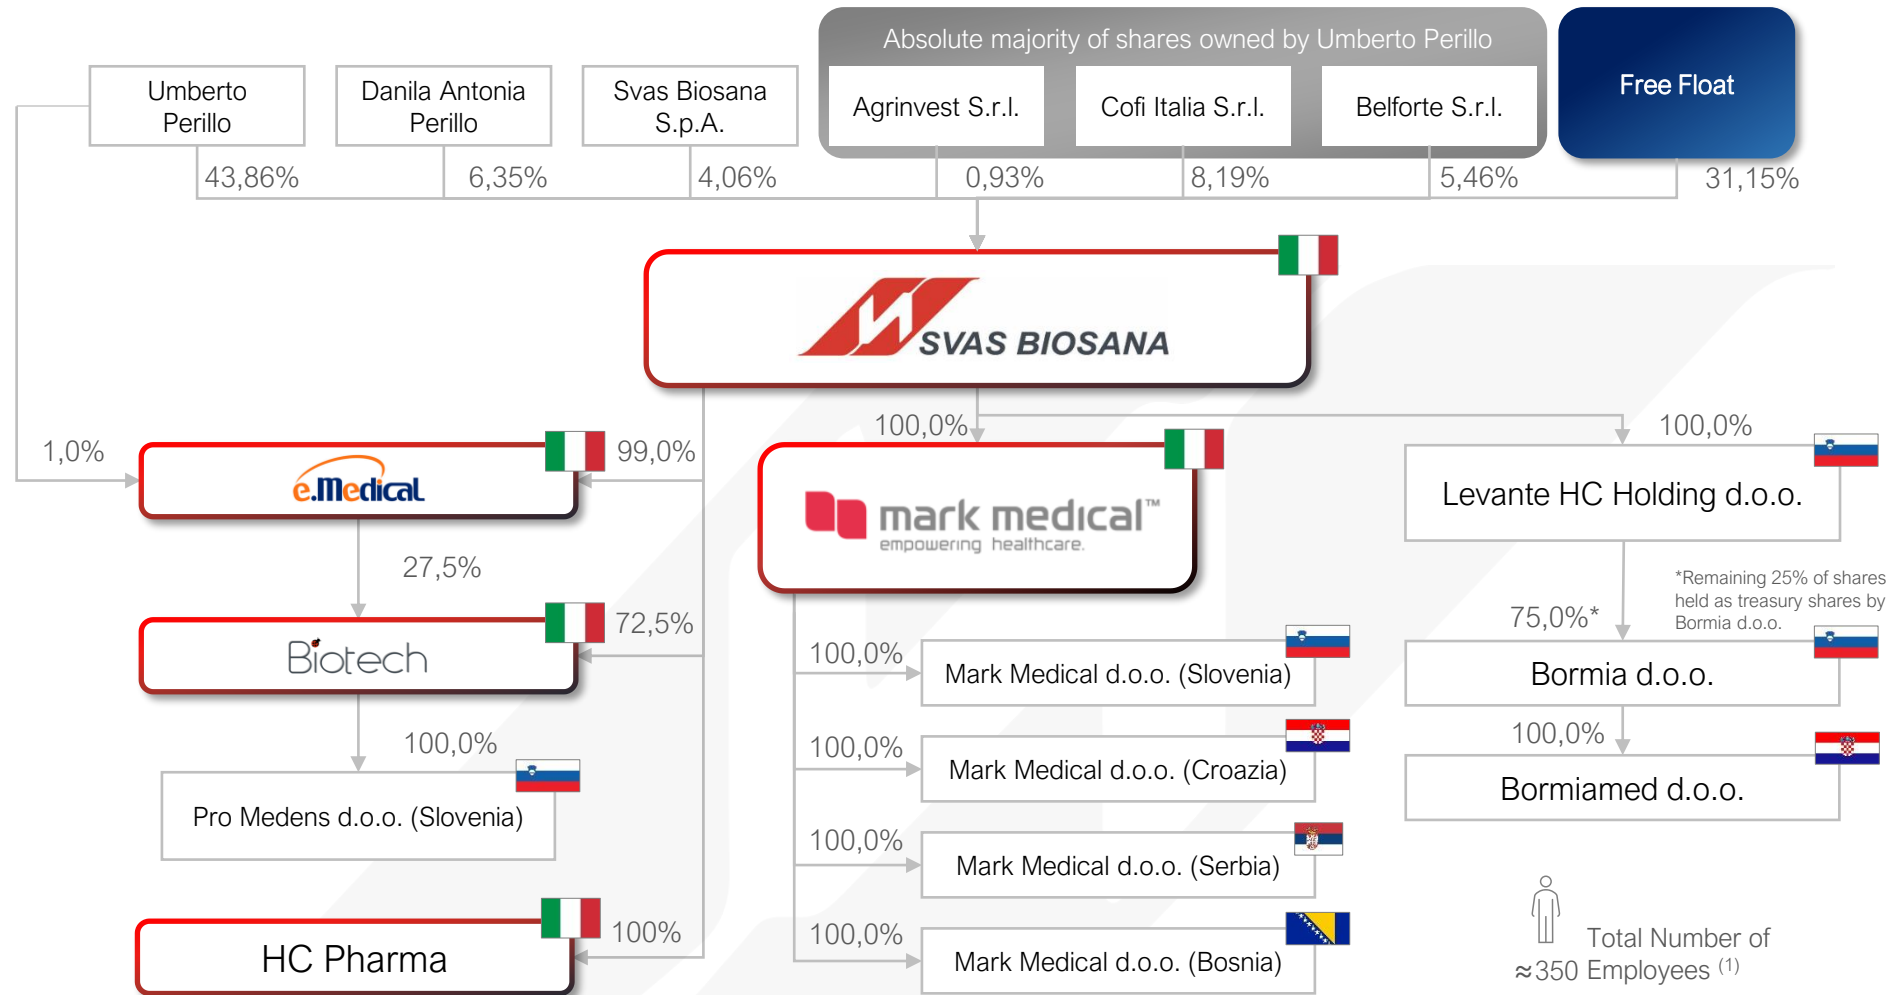 Absolute majority of shares owned by Umberto Perillo
Umberto
Perillo
Danila Antonia
Perillo
Svas Biosana
S.p.A.
Agrinvest S.r.l.
Cofi Italia S.r.l.
Belforte S.r.l.
Free Float
43,86%
6,35%
4,06%
0,93%
8,19%
5,46%
31,15%
SVAS BIOSANA
1,0%
e.Medical
99,0%
100,0%
100,0%
mark medical™
empowering healthcare.
Levante HC Holding d.o.o.
27,5%
*Remaining 25% of shares
held as treasury shares by
Bormia d.o.o.
75,0%*
Biotech
72,5%
100,0%
Mark Medical d.o.o. (Slovenia)
Bormia d.o.o.
100,0%
Pro Medens d.o.o. (Slovenia)
100,0%
Mark Medical d.o.o. (Croazia)
100,0%
Bormiamed d.o.o.
100,0%
Mark Medical d.o.o. (Serbia)
HC Pharma
100%
100,0%
Mark Medical d.o.o. (Bosnia)
Total Number of
≈350 Employees (1)